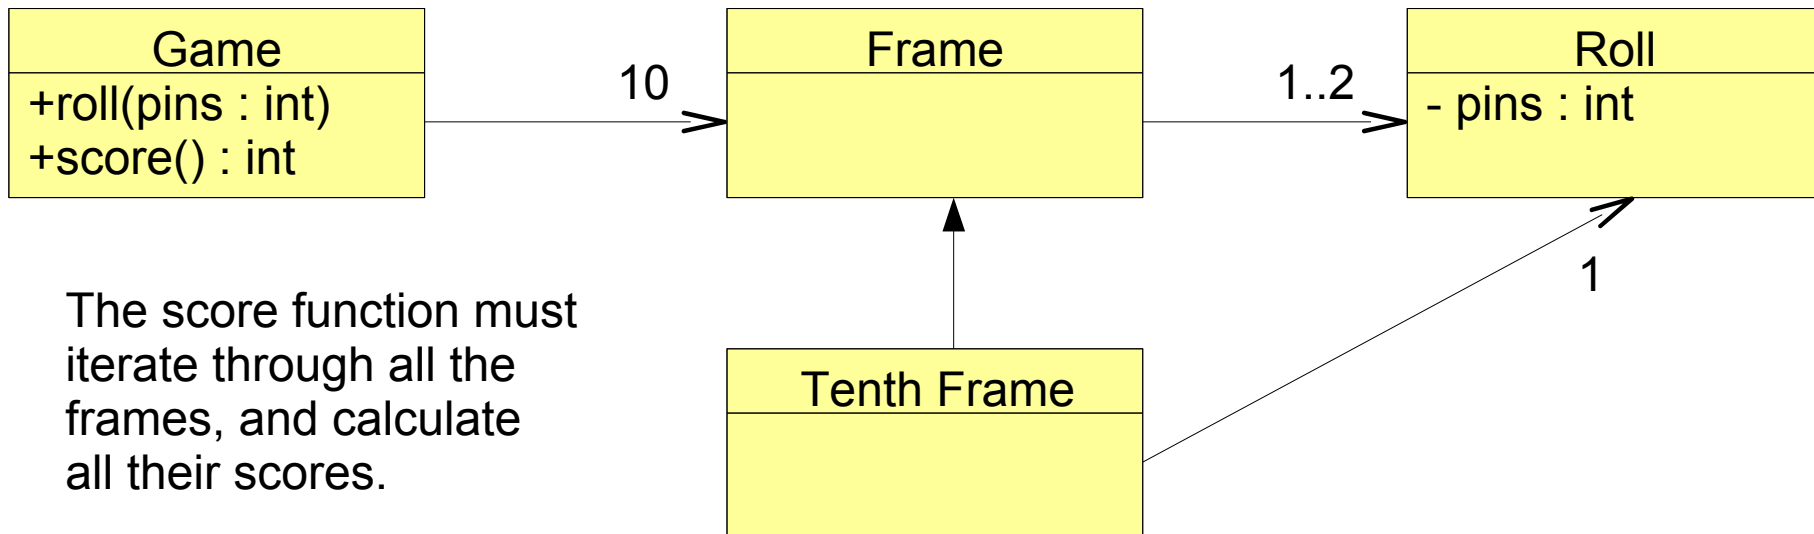 Game
+roll(pins : int)
+score() : int
10
Frame
1..2
Roll
- pins : int
1
The score function must
iterate through all the
frames, and calculate
all their scores.
Tenth Frame